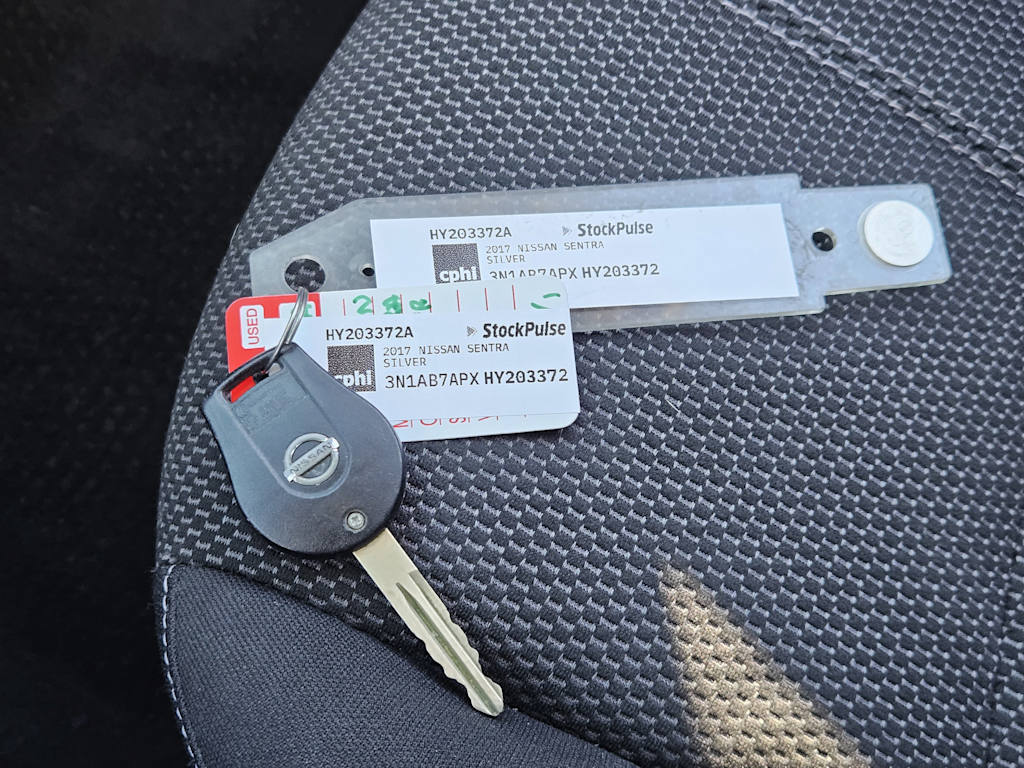 HY203372A StockPulse
2017 NISSAN SENTRA
SILVER
cphi 3N1AB7APX HY203372
USED
HY203372A StockPulse
2017 NISSAN SENTRA
SILVER
cphi 3N1AB7APX HY203372
NISSAN